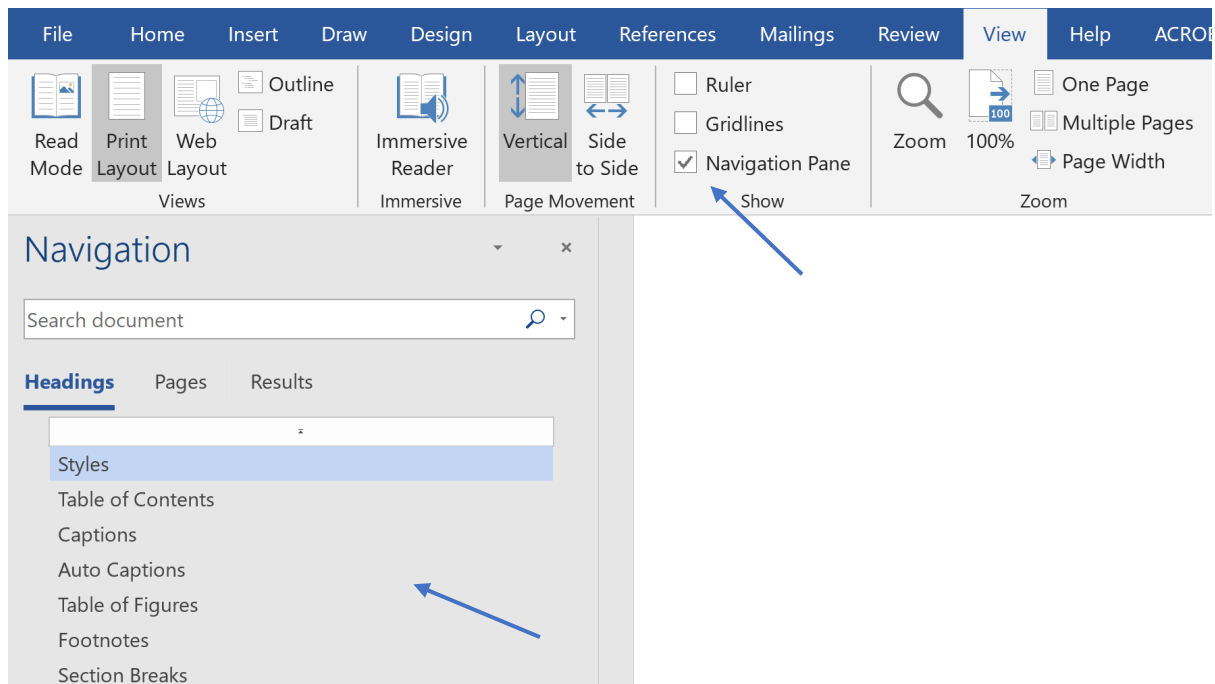 File Home Insert Draw Design Layout References Mailings Review View Help ACROB
Read Mode
Print Layout
Web Layout
Outline
Draft
Views
Immersive Reader
Immersive
Vertical
Side to Side
Page Movement
Ruler
Gridlines
Navigation Pane
Show
Zoom
100
100%
One Page
Multiple Pages
Page Width
Zoom
Navigation
Search document
Headings Pages Results
Styles
Table of Contents
Captions
Auto Captions
Table of Figures
Footnotes
Section Breaks